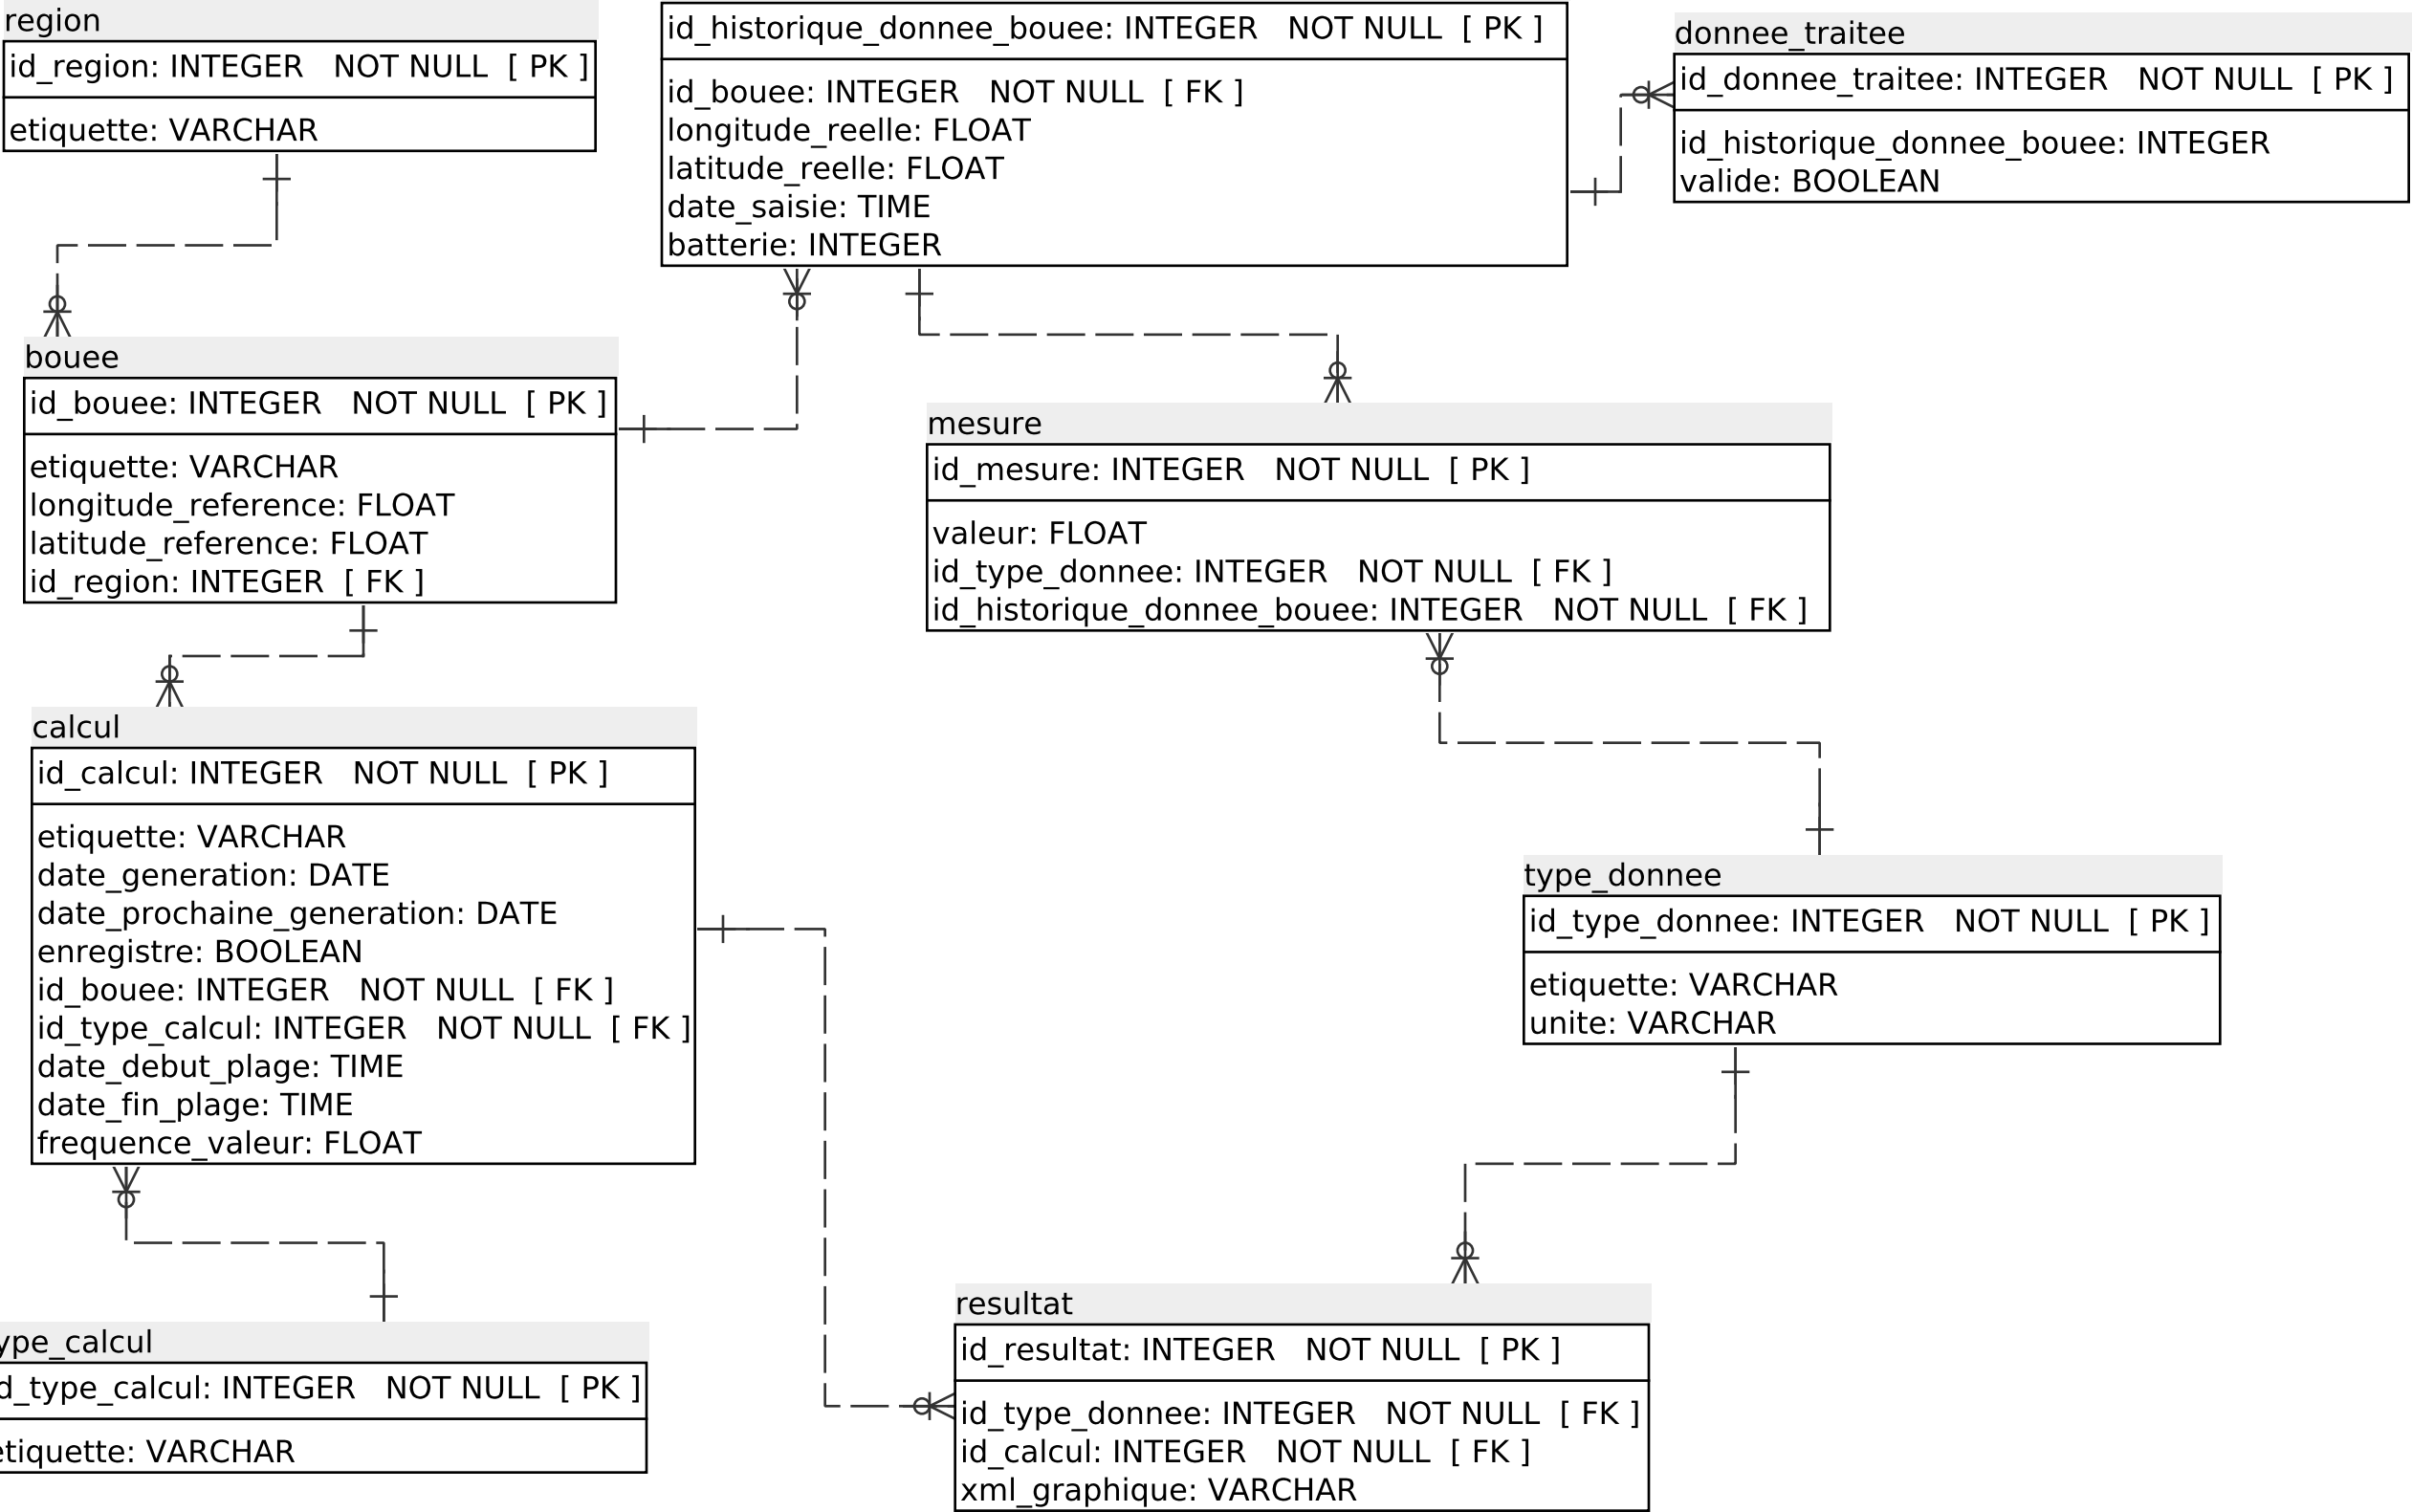 region
id_region: INTEGER NOT NULL [ PK ]
etiquette: VARCHAR
id_historique_donnee_bouee: INTEGER NOT NULL [ PK ]
id_bouee: INTEGER NOT NULL [ FK ]
longitude_reelle: FLOAT
latitude_reelle: FLOAT
date_saisie: TIME
batterie: INTEGER
donnee_traitee
id_donnee_traitee: INTEGER NOT NULL [ PK ]
id_historique_donnee_bouee: INTEGER
valide: BOOLEAN
bouee
id_bouee: INTEGER NOT NULL [ PK ]
etiquette: VARCHAR
longitude_reference: FLOAT
latitude_reference: FLOAT
id_region: INTEGER [ FK ]
mesure
id_mesure: INTEGER NOT NULL [ PK ]
valeur: FLOAT
id_type_donnee: INTEGER NOT NULL [ FK ]
id_historique_donnee_bouee: INTEGER NOT NULL [ FK ]
calcul
id_calcul: INTEGER NOT NULL [ PK ]
etiquette: VARCHAR
date_generation: DATE
date_prochaine_generation: DATE
enregistre: BOOLEAN
id_bouee: INTEGER NOT NULL [ FK ]
id_type_calcul: INTEGER NOT NULL [ FK ]
date_debut_plage: TIME
date_fin_plage: TIME
frequence_valeur: FLOAT
type_donnee
id_type_donnee: INTEGER NOT NULL [ PK ]
etiquette: VARCHAR
unite: VARCHAR
ype_calcul
d_type_calcul: INTEGER NOT NULL [ PK ]
etiquette: VARCHAR
resultat
id_resultat: INTEGER NOT NULL [ PK ]
id_type_donnee: INTEGER NOT NULL [ FK ]
id_calcul: INTEGER NOT NULL [ FK ]
xml_graphique: VARCHAR